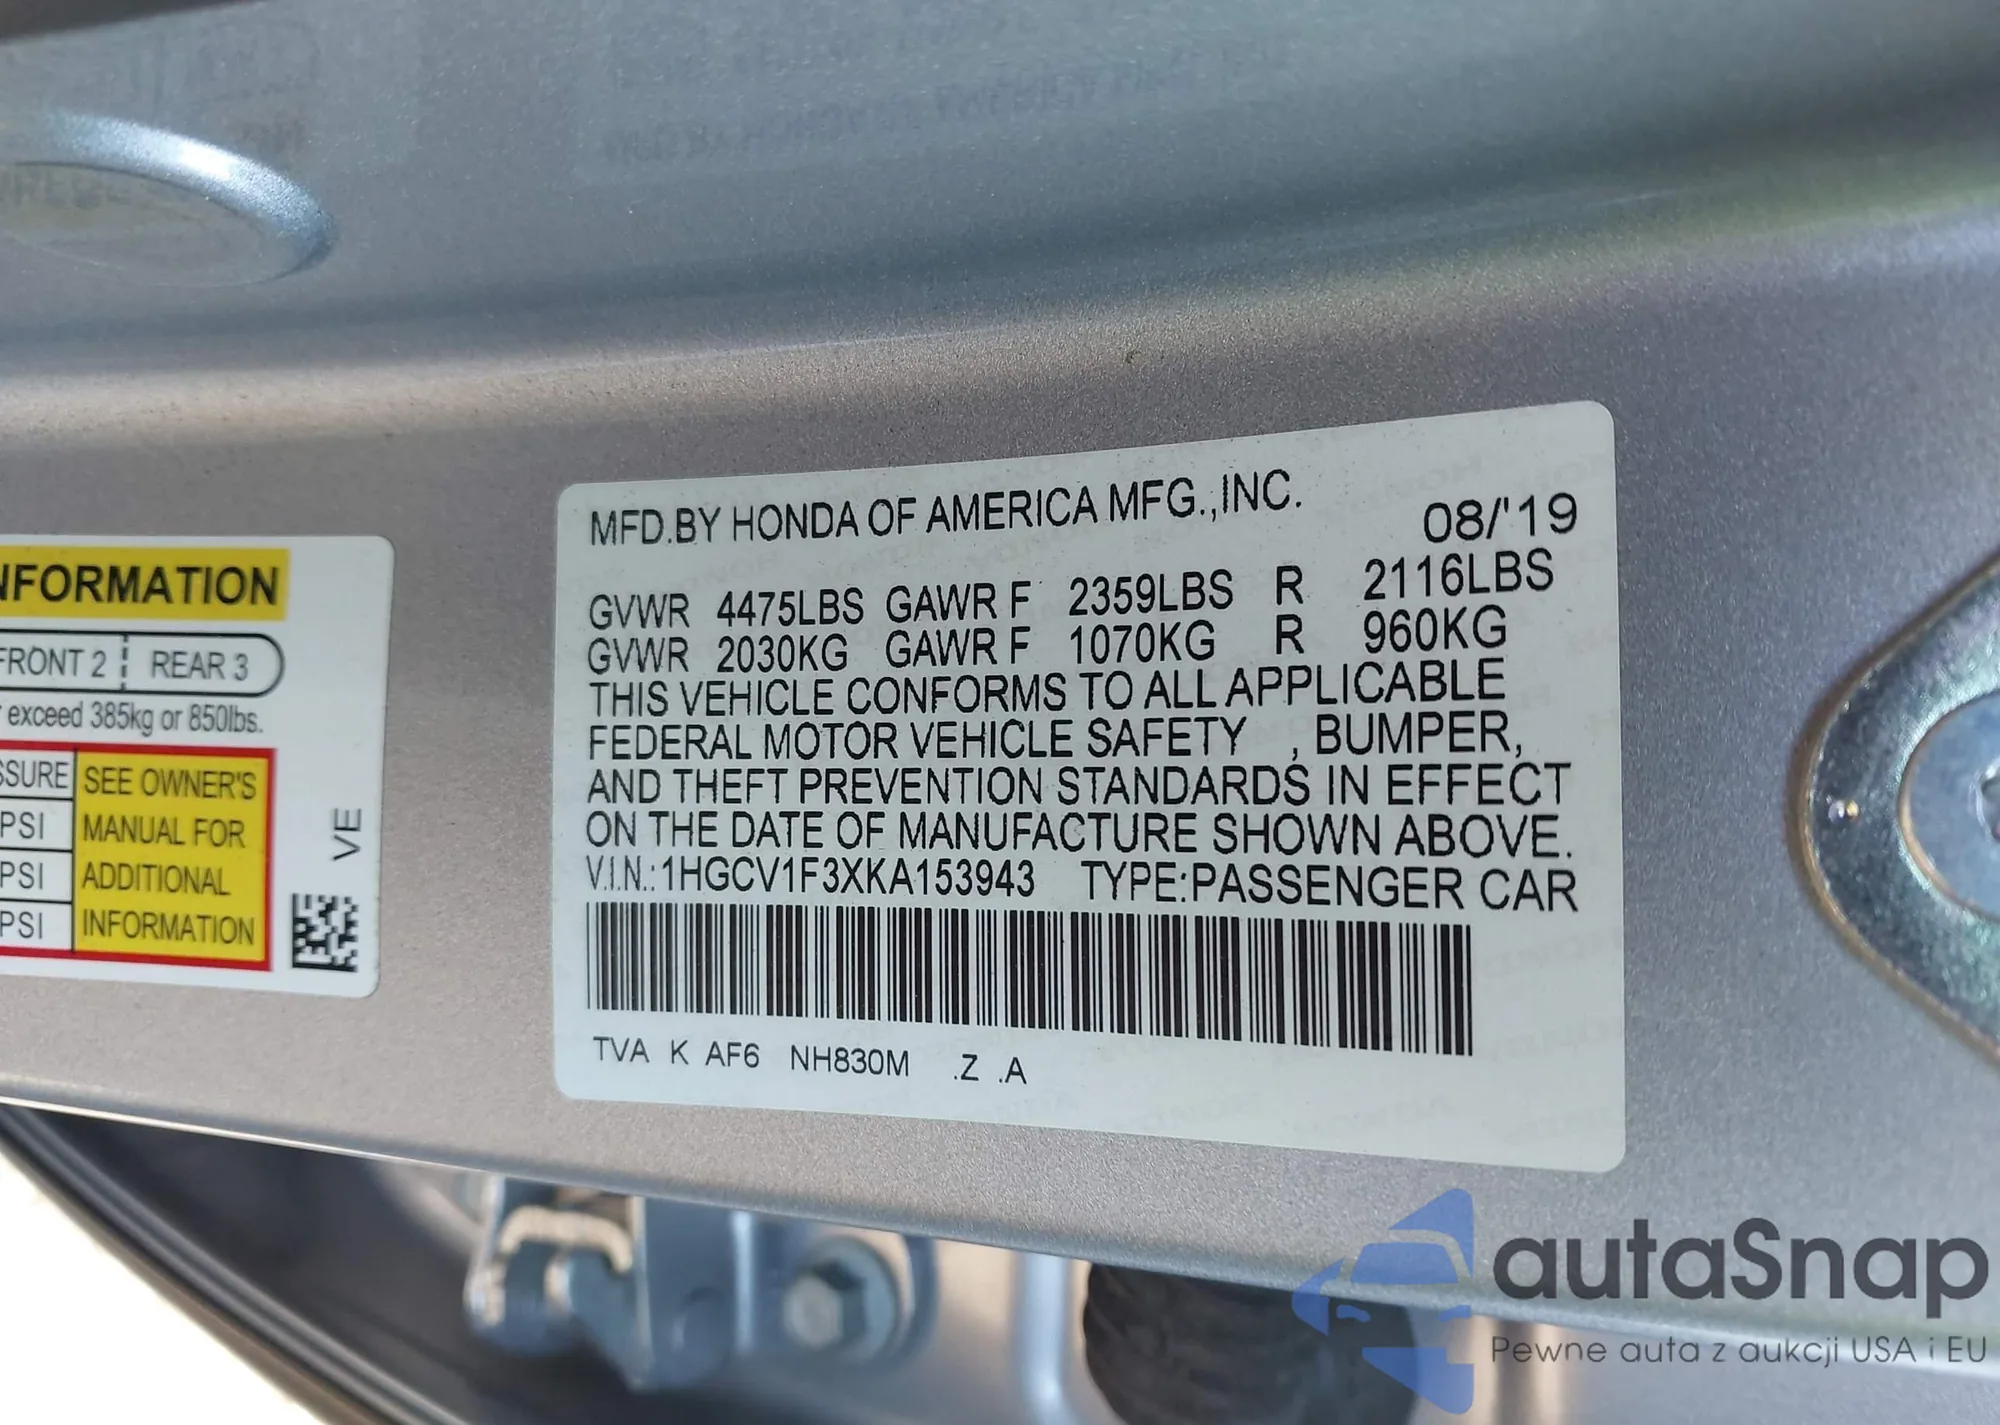 NFORMATION
FRONT 2 REAR 3
exceed 385kg or 850lbs.
SSURE
PSI
PSI
PSI
SEE OWNER'S
MANUAL FOR
ADDITIONAL
INFORMATION
VE
MFD.BY HONDA OF AMERICA MFG.,INC. 08/'19
GVWR 4475LBS GAWR F 2359LBS R 2116LBS
GVWR 2030KG GAWR F 1070KG R 960KG
THIS VEHICLE CONFORMS TO ALL APPLICABLE
FEDERAL MOTOR VEHICLE SAFETY , BUMPER,
AND THEFT PREVENTION STANDARDS IN EFFECT
ON THE DATE OF MANUFACTURE SHOWN ABOVE.
V.I.N.:1HGCV1F3XKA153943 TYPE:PASSENGER CAR
TVA K AF6 NH830M .Z .A
autaSnap
Pewne auta z aukcji USA i EU